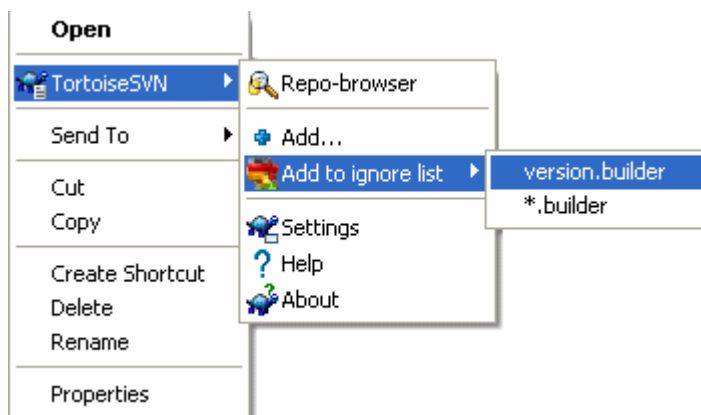 Open
TortoiseSVN
Send To
Cut
Copy
Create Shortcut
Delete
Rename
Properties
Repo-browser
Add...
Add to ignore list
Settings
Help
About
version.builder
*.builder